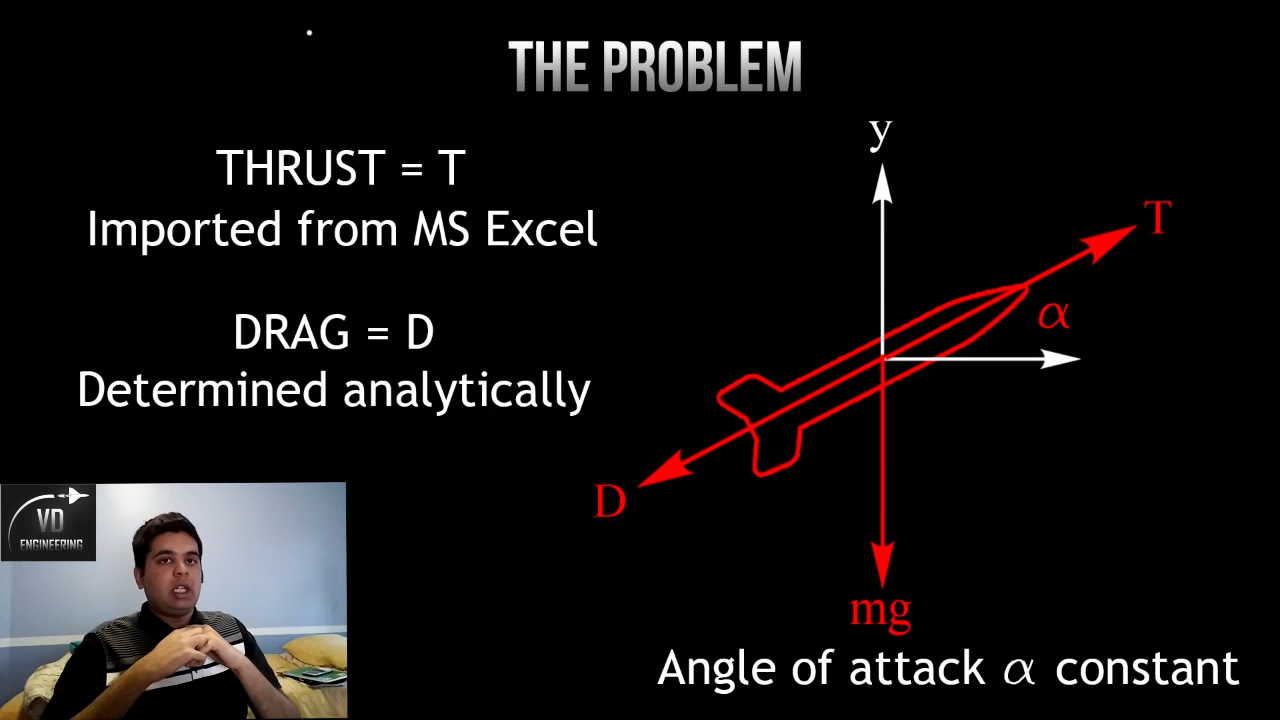 THE PROBLEM
THRUST = T
Imported from MS Excel
DRAG = D
Determined analytically
y
T
α
D
mg
Angle of attack α constant
VD
ENGINEERING